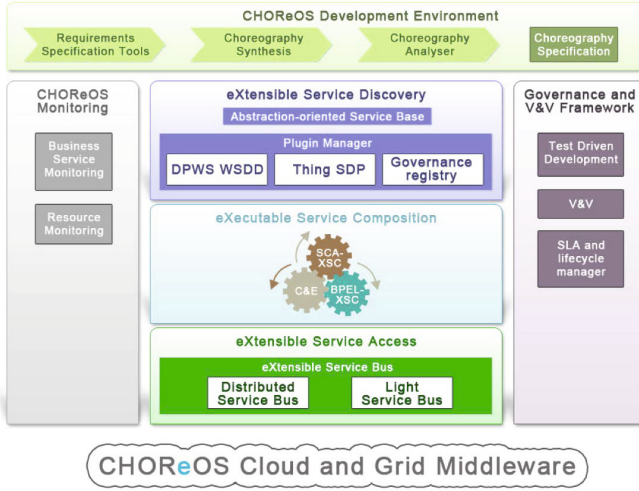 CHOReOS Development Environment
Requirements
Specification Tools
Choreography
Synthesis
Choreography
Analyser
Choreography
Specification
CHOReOS
Monitoring
Business
Service
Monitoring
Resource
Monitoring
eXtensible Service Discovery
Abstraction-oriented Service Base
Plugin Manager
DPWS WSDD
Thing SDP
Governance
registry
eXecutable Service Composition
SCA-
XSC
C&E
BPEL-
XSC
eXtensible Service Access
eXtensible Service Bus
Distributed
Service Bus
Light
Service Bus
Governance and
V&V Framework
Test Driven
Development
V&V
SLA and
lifecycle
manager
CHOReOS Cloud and Grid Middleware